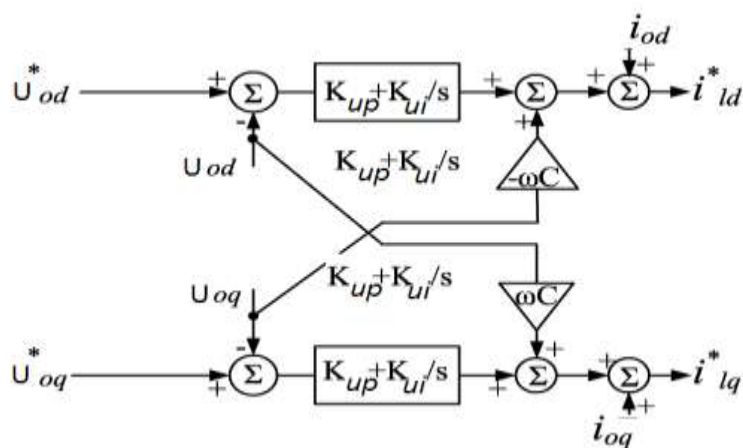 i_od
U*_od + Σ K_up+K_ui/s + Σ + Σ + i*_ld
- +
U_od K_up+K_ui/s -ωC
U_oq K_up+K_ui/s ωC
- + 
U*_oq + Σ K_up+K_ui/s + Σ + Σ i*_lq
i_oq +